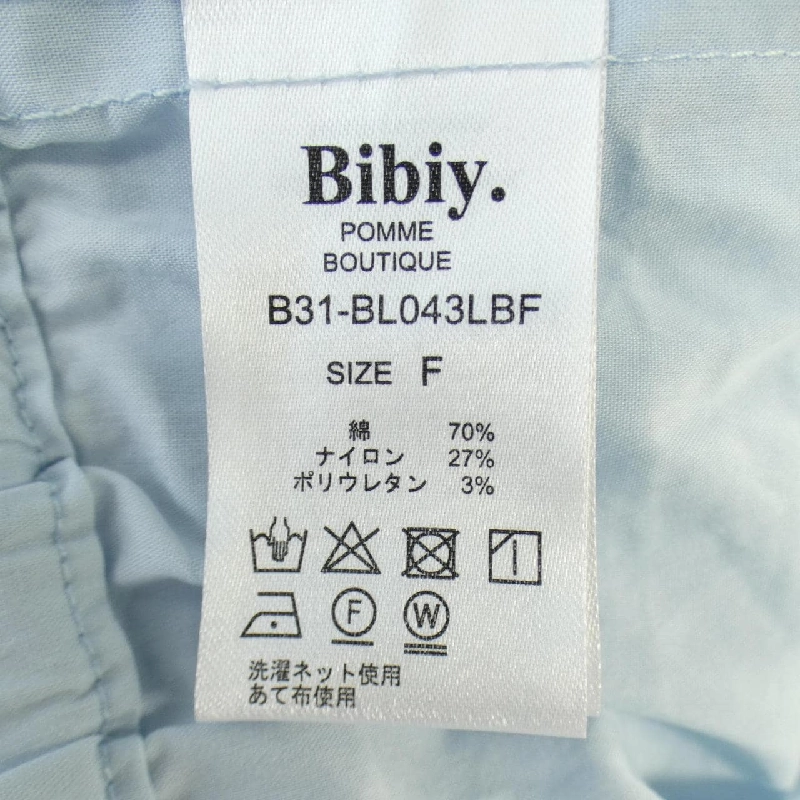 Bibiy.
POMME
BOUTIQUE
B31-BL043LBF
SIZE F
綿 70%
ナイロン 27%
ポリウレタン 3%
F W
洗濯ネット使用
あて布使用